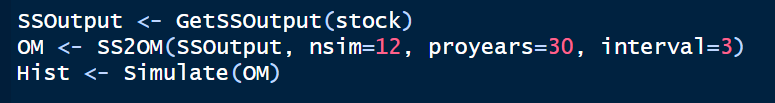 SSOutput <- GetSSOutput(stock)
OM <- SS2OM(SSOutput, nsim=12, proyears=30, interval=3)
Hist <- Simulate(OM)